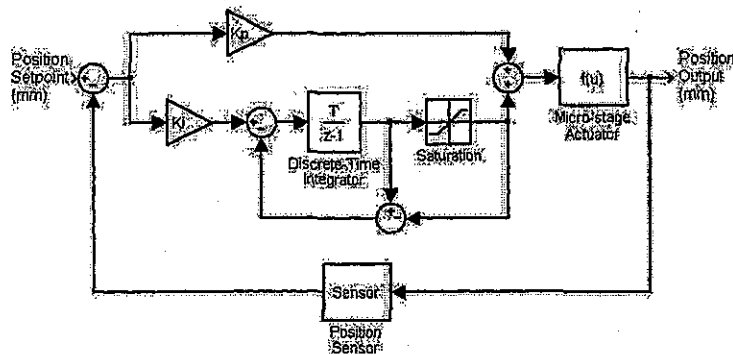 Kp
Position
Setpoint
(mm)
Ki
T
z-1
Discrete-Time
Integrator
Saturation
f(u)
Micro-stage
Actuator
Position
Output
(mm)
Sensor
Position
Sensor